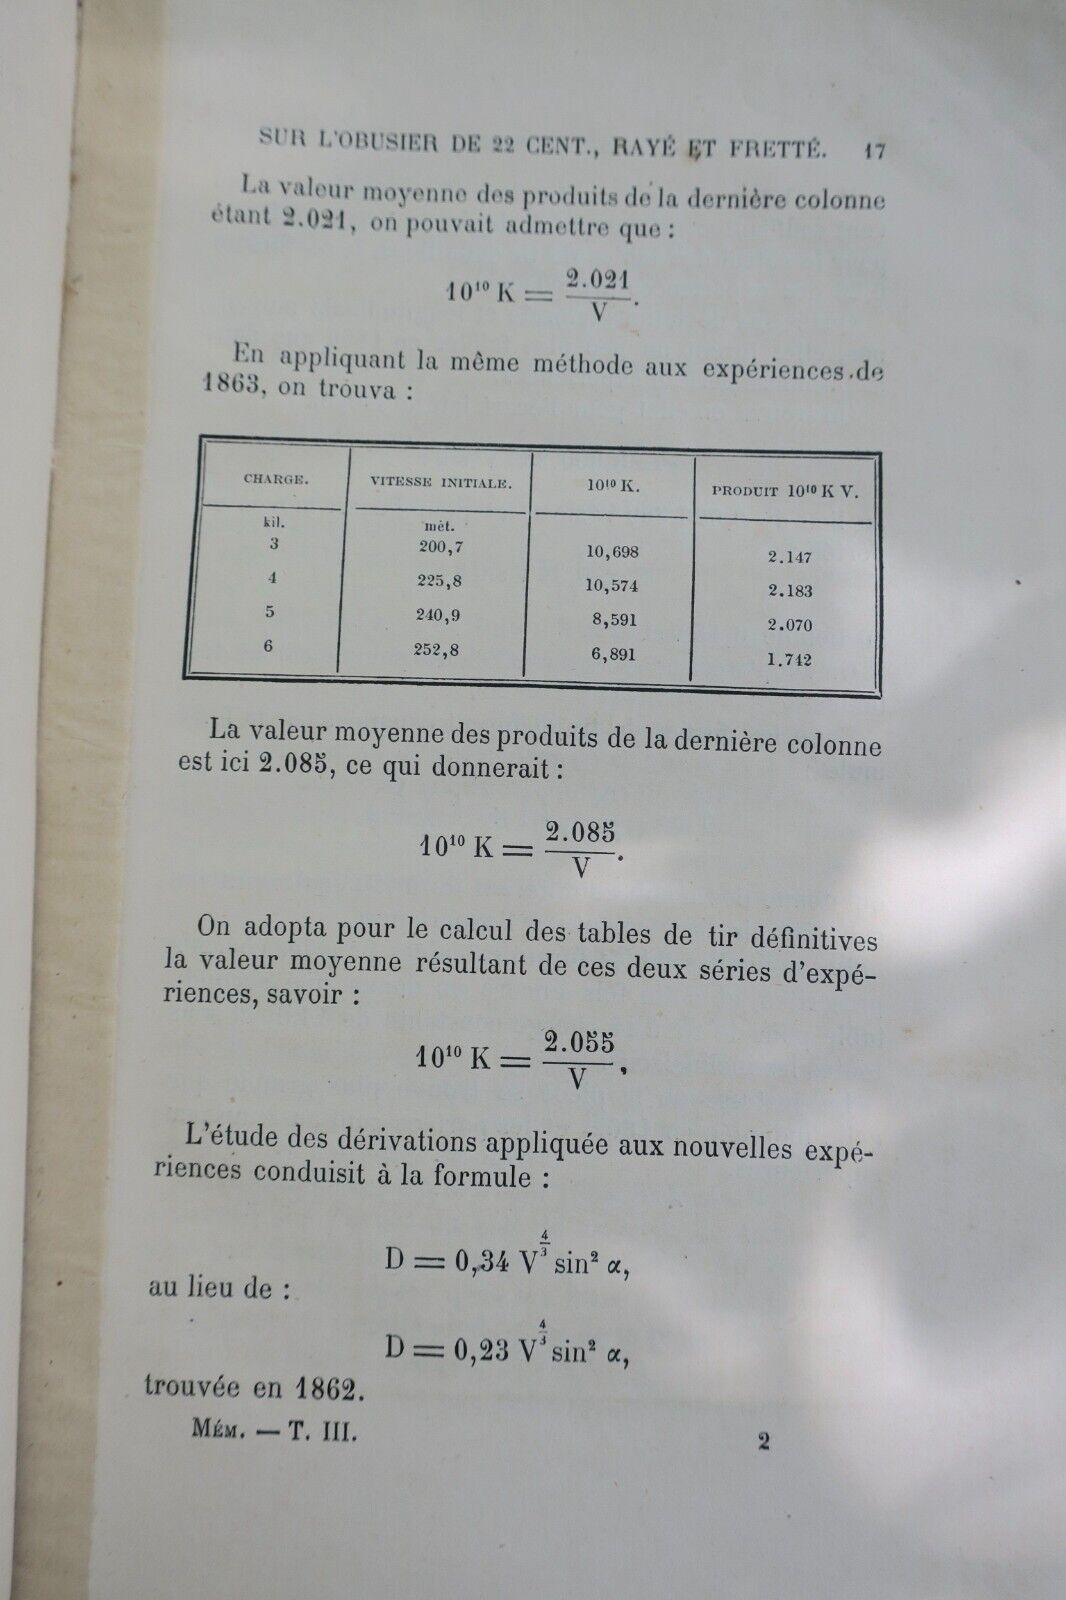 SUR L'OBUSIER DE 22 CENT., RAYÉ ET FRETTÉ. 17
La valeur moyenne des produits de la dernière colonne
étant 2.021, on pouvait admettre que :
10¹⁰ K = 2.021/V.
En appliquant la même méthode aux expériences de
1863, on trouva :
CHARGE. VITESSE INITIALE. 10¹⁰ K. PRODUIT 10¹⁰ K V.
kil. mèt.
3 200,7 10,698 2.147
4 225,8 10,574 2.183
5 240,9 8,591 2.070
6 252,8 6,891 1.742
La valeur moyenne des produits de la dernière colonne
est ici 2.085, ce qui donnerait :
10¹⁰ K = 2.085/V.
On adopta pour le calcul des tables de tir définitives
la valeur moyenne résultant de ces deux séries d'expé-
riences, savoir :
10¹⁰ K = 2.055/V,
L'étude des dérivations appliquée aux nouvelles expé-
riences conduisit à la formule :
D = 0,34 V^(4/3) sin² α,
au lieu de :
D = 0,23 V^(4/3) sin² α,
trouvée en 1862.
MÉM. — T. III. 2